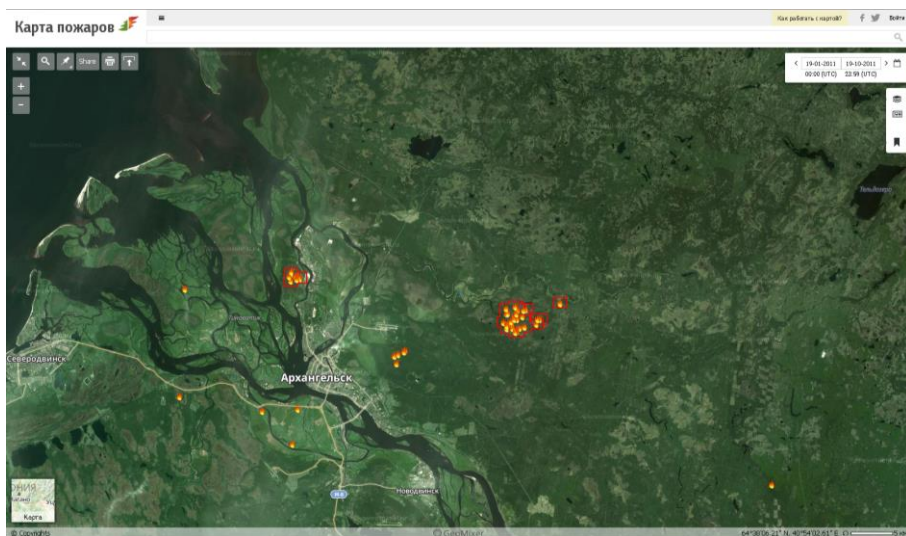 Карта пожаров
Как работать с картой?
Войти
Share
19-01-2011 19-10-2011
00:00 (UTC) 23:59 (UTC)
Северодвинск
Архангельск
Новодвинск
Карта
© Copyrights
© GeoMixer